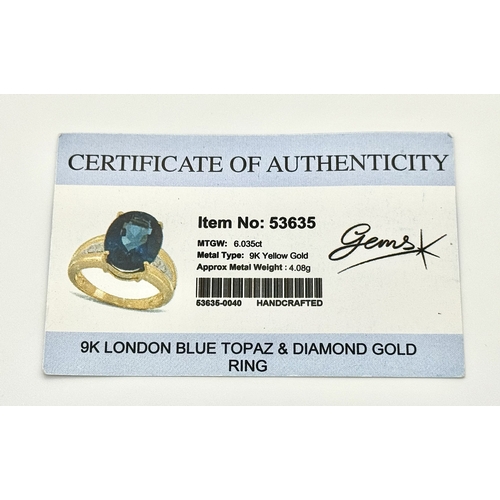 CERTIFICATE OF AUTHENTICITY
Item No: 53635
MTGW: 6.035ct
Metal Type: 9K Yellow Gold
Approx Metal Weight : 4.08g
Gems
53635-0040 HANDCRAFTED
9K LONDON BLUE TOPAZ & DIAMOND GOLD
RING